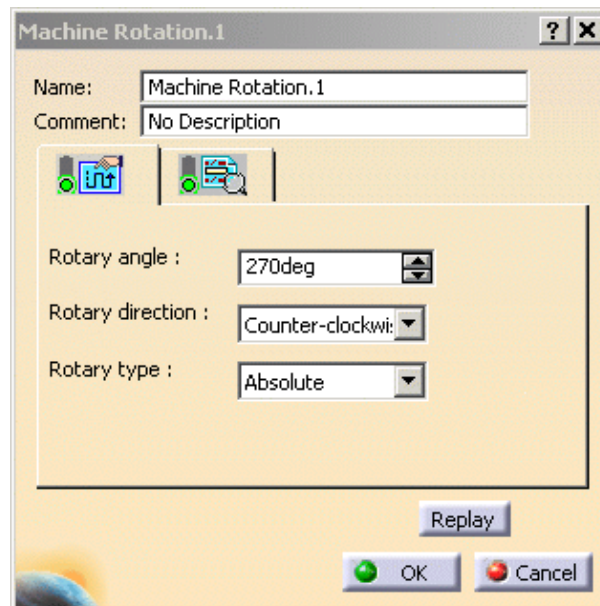 Machine Rotation.1
Name: Machine Rotation.1
Comment: No Description
Rotary angle : 270deg
Rotary direction : Counter-clockwi
Rotary type : Absolute
Replay
OK Cancel